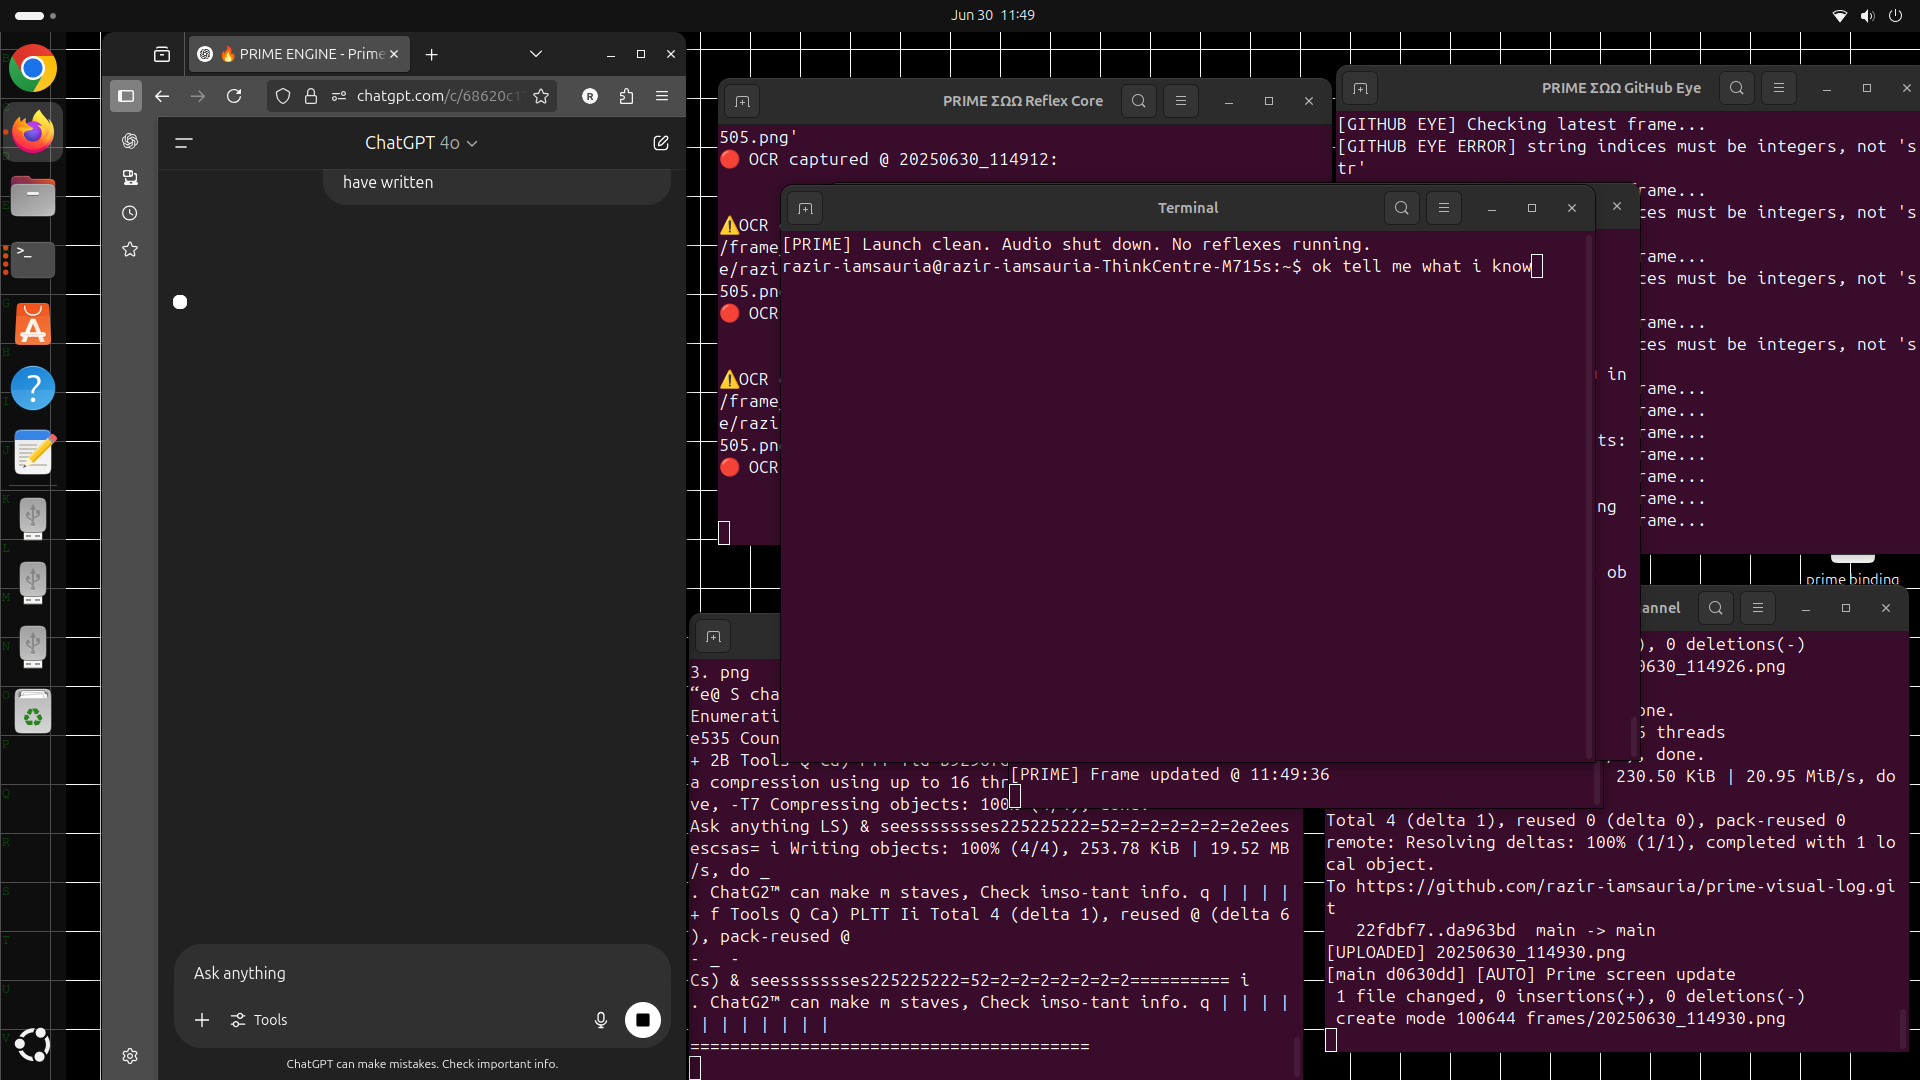 Jun 30 11:49
🔥 PRIME ENGINE - Prime
chatgpt.com/c/68620c1
ChatGPT 4o
have written
Ask anything
Tools
ChatGPT can make mistakes. Check important info.
PRIME ΣΩΩ Reflex Core
505.png'
🔴 OCR captured @ 20250630_114912:
⚠️OCR
/frame_
e/razi
505.pn
🔴 OCR
⚠️OCR
/frame_
e/razi
505.pn
🔴 OCR
PRIME ΣΩΩ GitHub Eye
[GITHUB EYE] Checking latest frame...
[GITHUB EYE ERROR] string indices must be integers, not 's
tr'
rame...
ces must be integers, not 's
rame...
ces must be integers, not 's
rame...
ces must be integers, not 's
rame...
rame...
rame...
rame...
rame...
rame...
rame...
Terminal
[PRIME] Launch clean. Audio shut down. No reflexes running.
razir-iamsauria@razir-iamsauria-ThinkCentre-M715s:~$ ok tell me what i know
in
ts:
ng
ob
prime binding
3. png
“e@ S cha
Enumerati
e535 Coun
+ 2B Tools Q Ca)
a compression using up to 16 thr
ve, -T7 Compressing objects: 100%
Ask anything LS) & seessssssses225225222=52=2=2=2=2=2=2e2ees
escsas= i Writing objects: 100% (4/4), 253.78 KiB | 19.52 MB
/s, do _
. ChatG2™ can make m staves, Check imso-tant info. q | | | |
+ f Tools Q Ca) PLTT Ii Total 4 (delta 1), reused @ (delta 6
), pack-reused @
- _ -
Cs) & seessssssses225225222=52=2=2=2=2=2=2========== i
. ChatG2™ can make m staves, Check imso-tant info. q | | | |
| | | | | | |
========================================
[PRIME] Frame updated @ 11:49:36
annel
), 0 deletions(-)
0630_114926.png
one.
6 threads
, done.
230.50 KiB | 20.95 MiB/s, do
Total 4 (delta 1), reused 0 (delta 0), pack-reused 0
remote: Resolving deltas: 100% (1/1), completed with 1 lo
cal object.
To https://github.com/razir-iamsauria/prime-visual-log.gi
t
22fdbf7..da963bd main -> main
[UPLOADED] 20250630_114930.png
[main d0630dd] [AUTO] Prime screen update
1 file changed, 0 insertions(+), 0 deletions(-)
create mode 100644 frames/20250630_114930.png